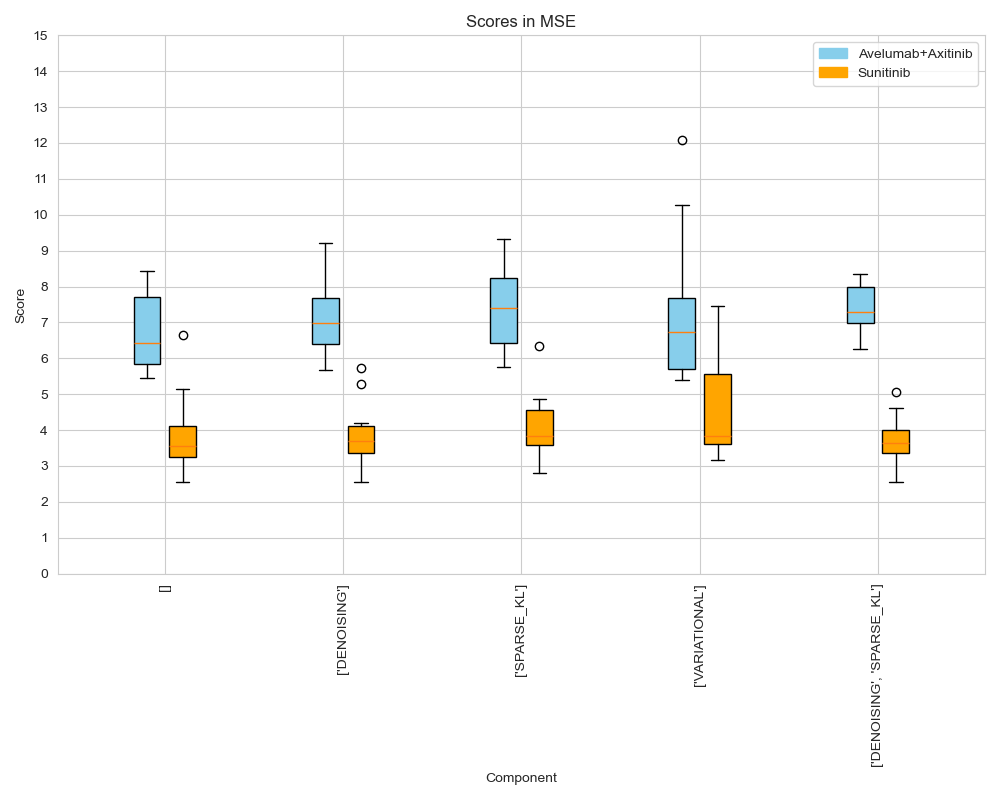 Scores in MSE
Avelumab+Axitinib
Sunitinib
15
14
13
12
11
10
9
8
7
6
5
4
3
2
1
0
Score
[]
['DENOISING']
['SPARSE_KL']
['VARIATIONAL']
['DENOISING', 'SPARSE_KL']
Component